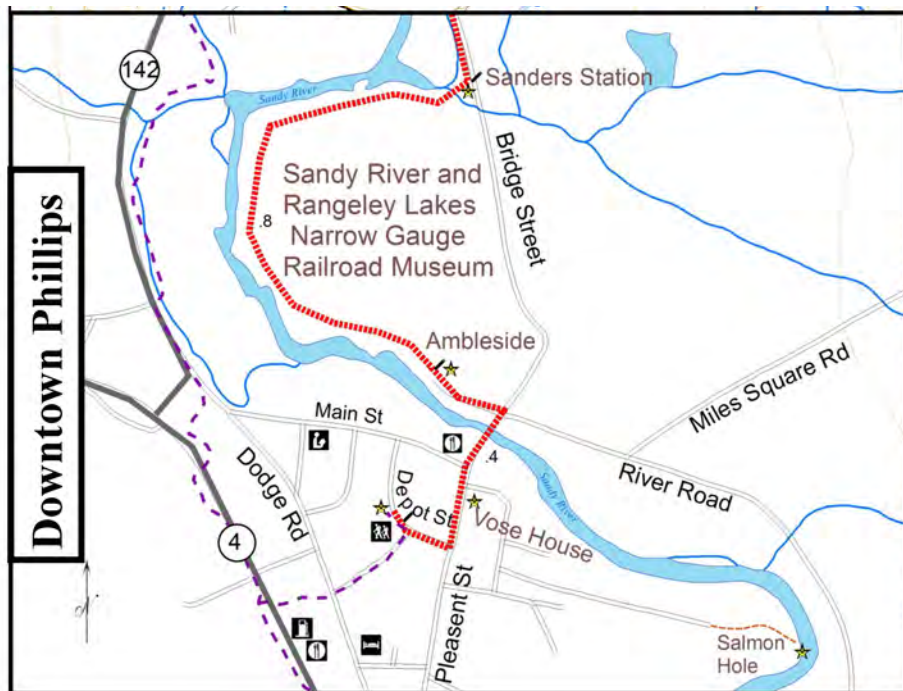 Downtown Phillips
142
Sandy River
Sanders Station
Bridge Street
Sandy River and
Rangeley Lakes
Narrow Gauge
Railroad Museum
.8
Ambleside
Miles Square Rd
Main St
.4
River Road
Dodge Rd
Depot St
Sandy River
Vose House
4
Pleasant St
Salmon
Hole
N